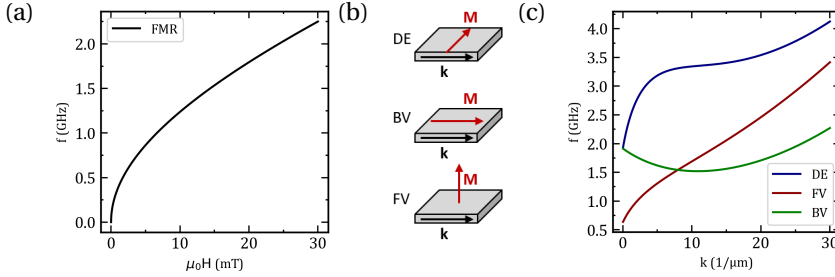 (a)
FMR
f (GHz)
2.0
1.5
1.0
0.5
0.0
0
10
20
30
μ₀H (mT)
(b)
DE
M
k
BV
M
k
FV
M
k
(c)
f (GHz)
4.0
3.5
3.0
2.5
2.0
1.5
1.0
0.5
DE
FV
BV
0
10
20
30
k (1/μm)